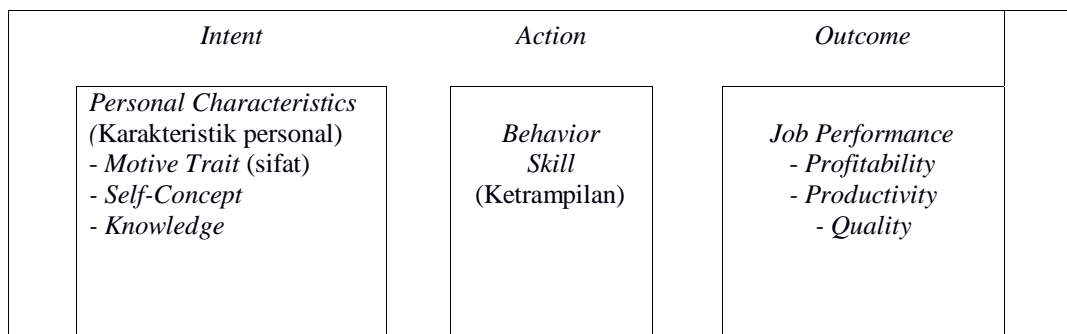 Intent Action Outcome
Personal Characteristics
(Karakteristik personal)
- Motive Trait (sifat)
- Self-Concept
- Knowledge
Behavior
Skill
(Ketrampilan)
Job Performance
- Profitability
- Productivity
- Quality